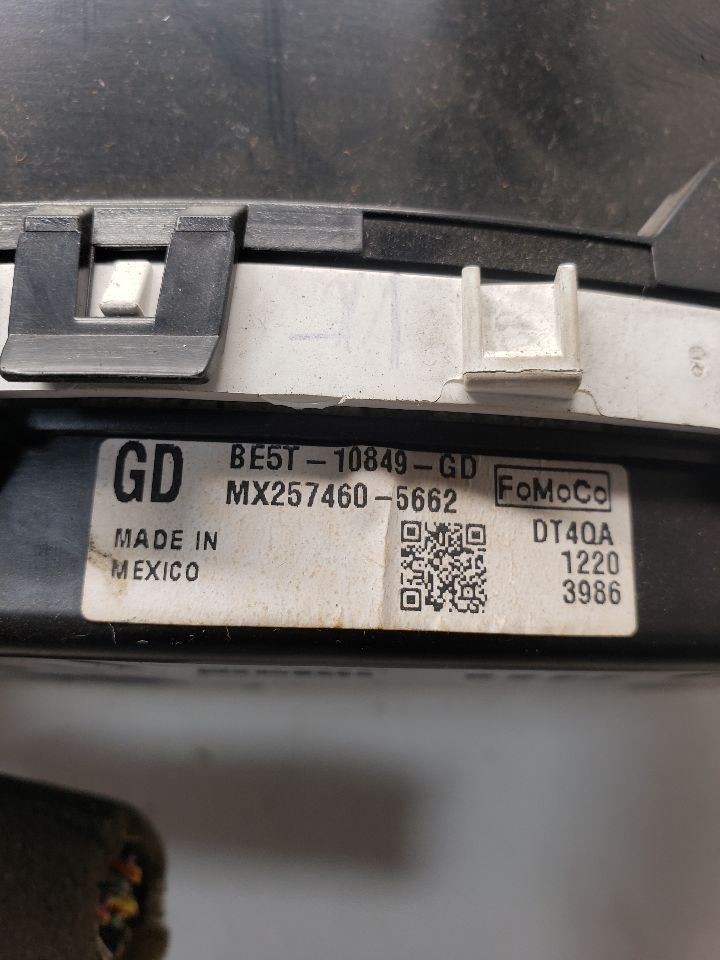 GD
BE5T-10849-GD
MX257460-5662
FoMoCo
MADE IN
MEXICO
DT4QA
1220
3986